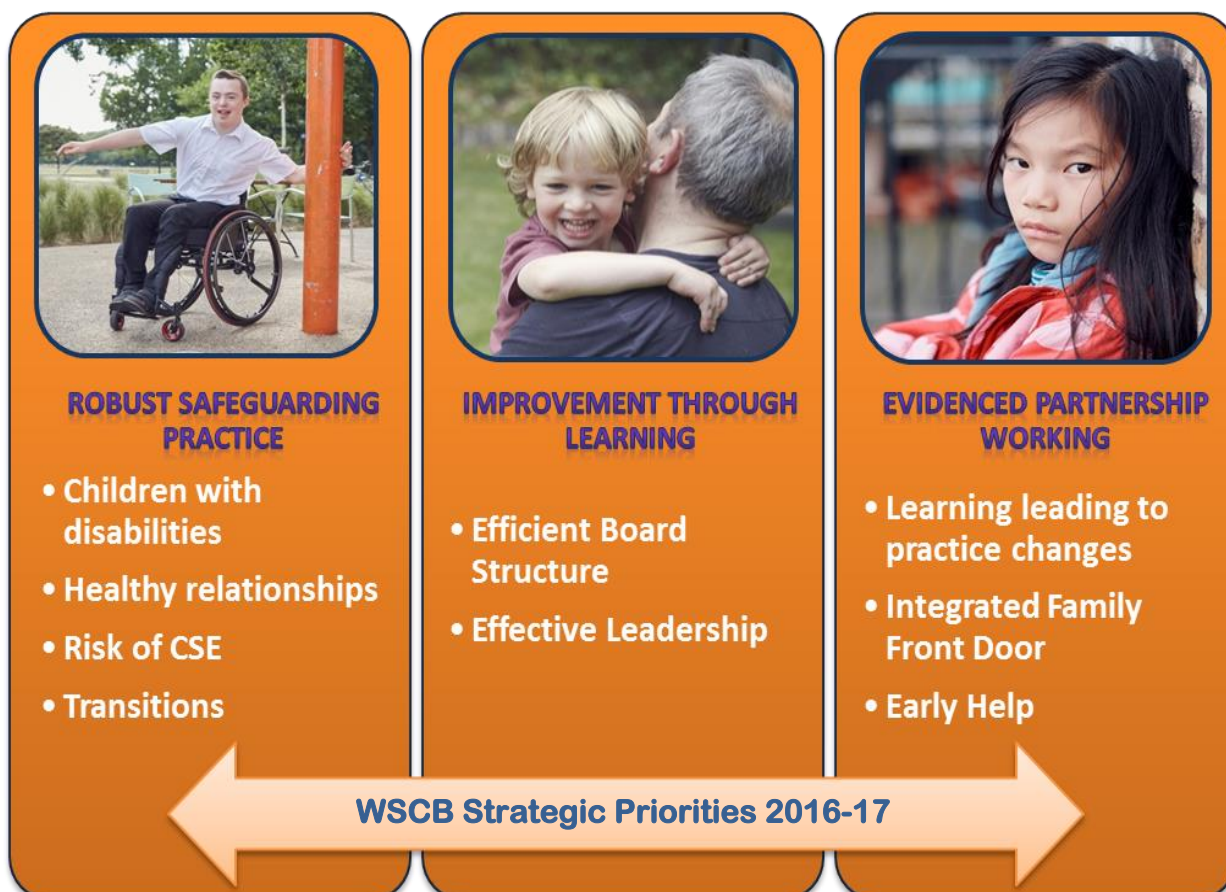 ROBUST SAFEGUARDING
PRACTICE
• Children with
disabilities
• Healthy relationships
• Risk of CSE
• Transitions
IMPROVEMENT THROUGH
LEARNING
• Efficient Board
Structure
• Effective Leadership
EVIDENCED PARTNERSHIP
WORKING
• Learning leading to
practice changes
• Integrated Family
Front Door
• Early Help
WSCB Strategic Priorities 2016-17